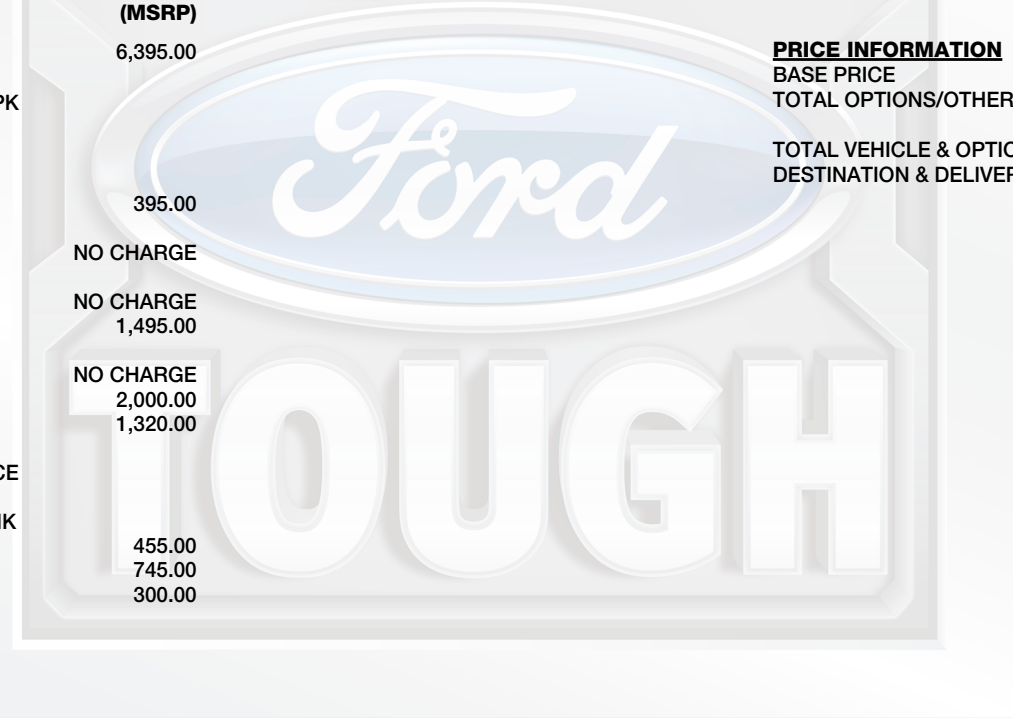 (MSRP)
6,395.00
PK
395.00
NO CHARGE
NO CHARGE
1,495.00
NO CHARGE
2,000.00
1,320.00
CE
IK
455.00
745.00
300.00
PRICE INFORMATION
BASE PRICE
TOTAL OPTIONS/OTHER
TOTAL VEHICLE & OPTIO
DESTINATION & DELIVER
Ford
TOUGH